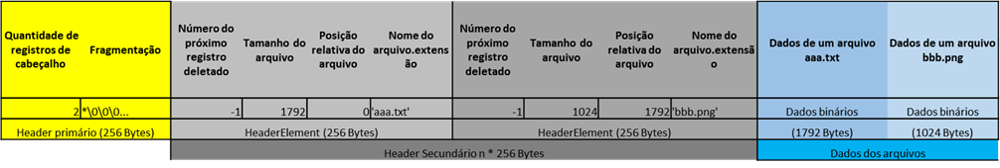 Quantidade de
registros de
cabeçalho
Fragmentação
Número do
próximo
registro
deletado
Tamanho do
arquivo
Posição
relativa do
arquivo
Nome do
arquivo.extens
ão
Número do
próximo
registro
deletado
Tamanho do
arquivo
Posição
relativa do
arquivo
Nome do
arquivo.extensã
o
Dados de um arquivo
aaa.txt
Dados de um arquivo
bbb.png
2
*\0\0\0...
-1
1792
0
'aaa.txt'
-1
1024
1792
'bbb.png'
Dados binários
Dados binários
Header primário (256 Bytes)
HeaderElement (256 Bytes)
HeaderElement (256 Bytes)
(1792 Bytes)
(1024 Bytes)
Header Secundário n * 256 Bytes
Dados dos arquivos